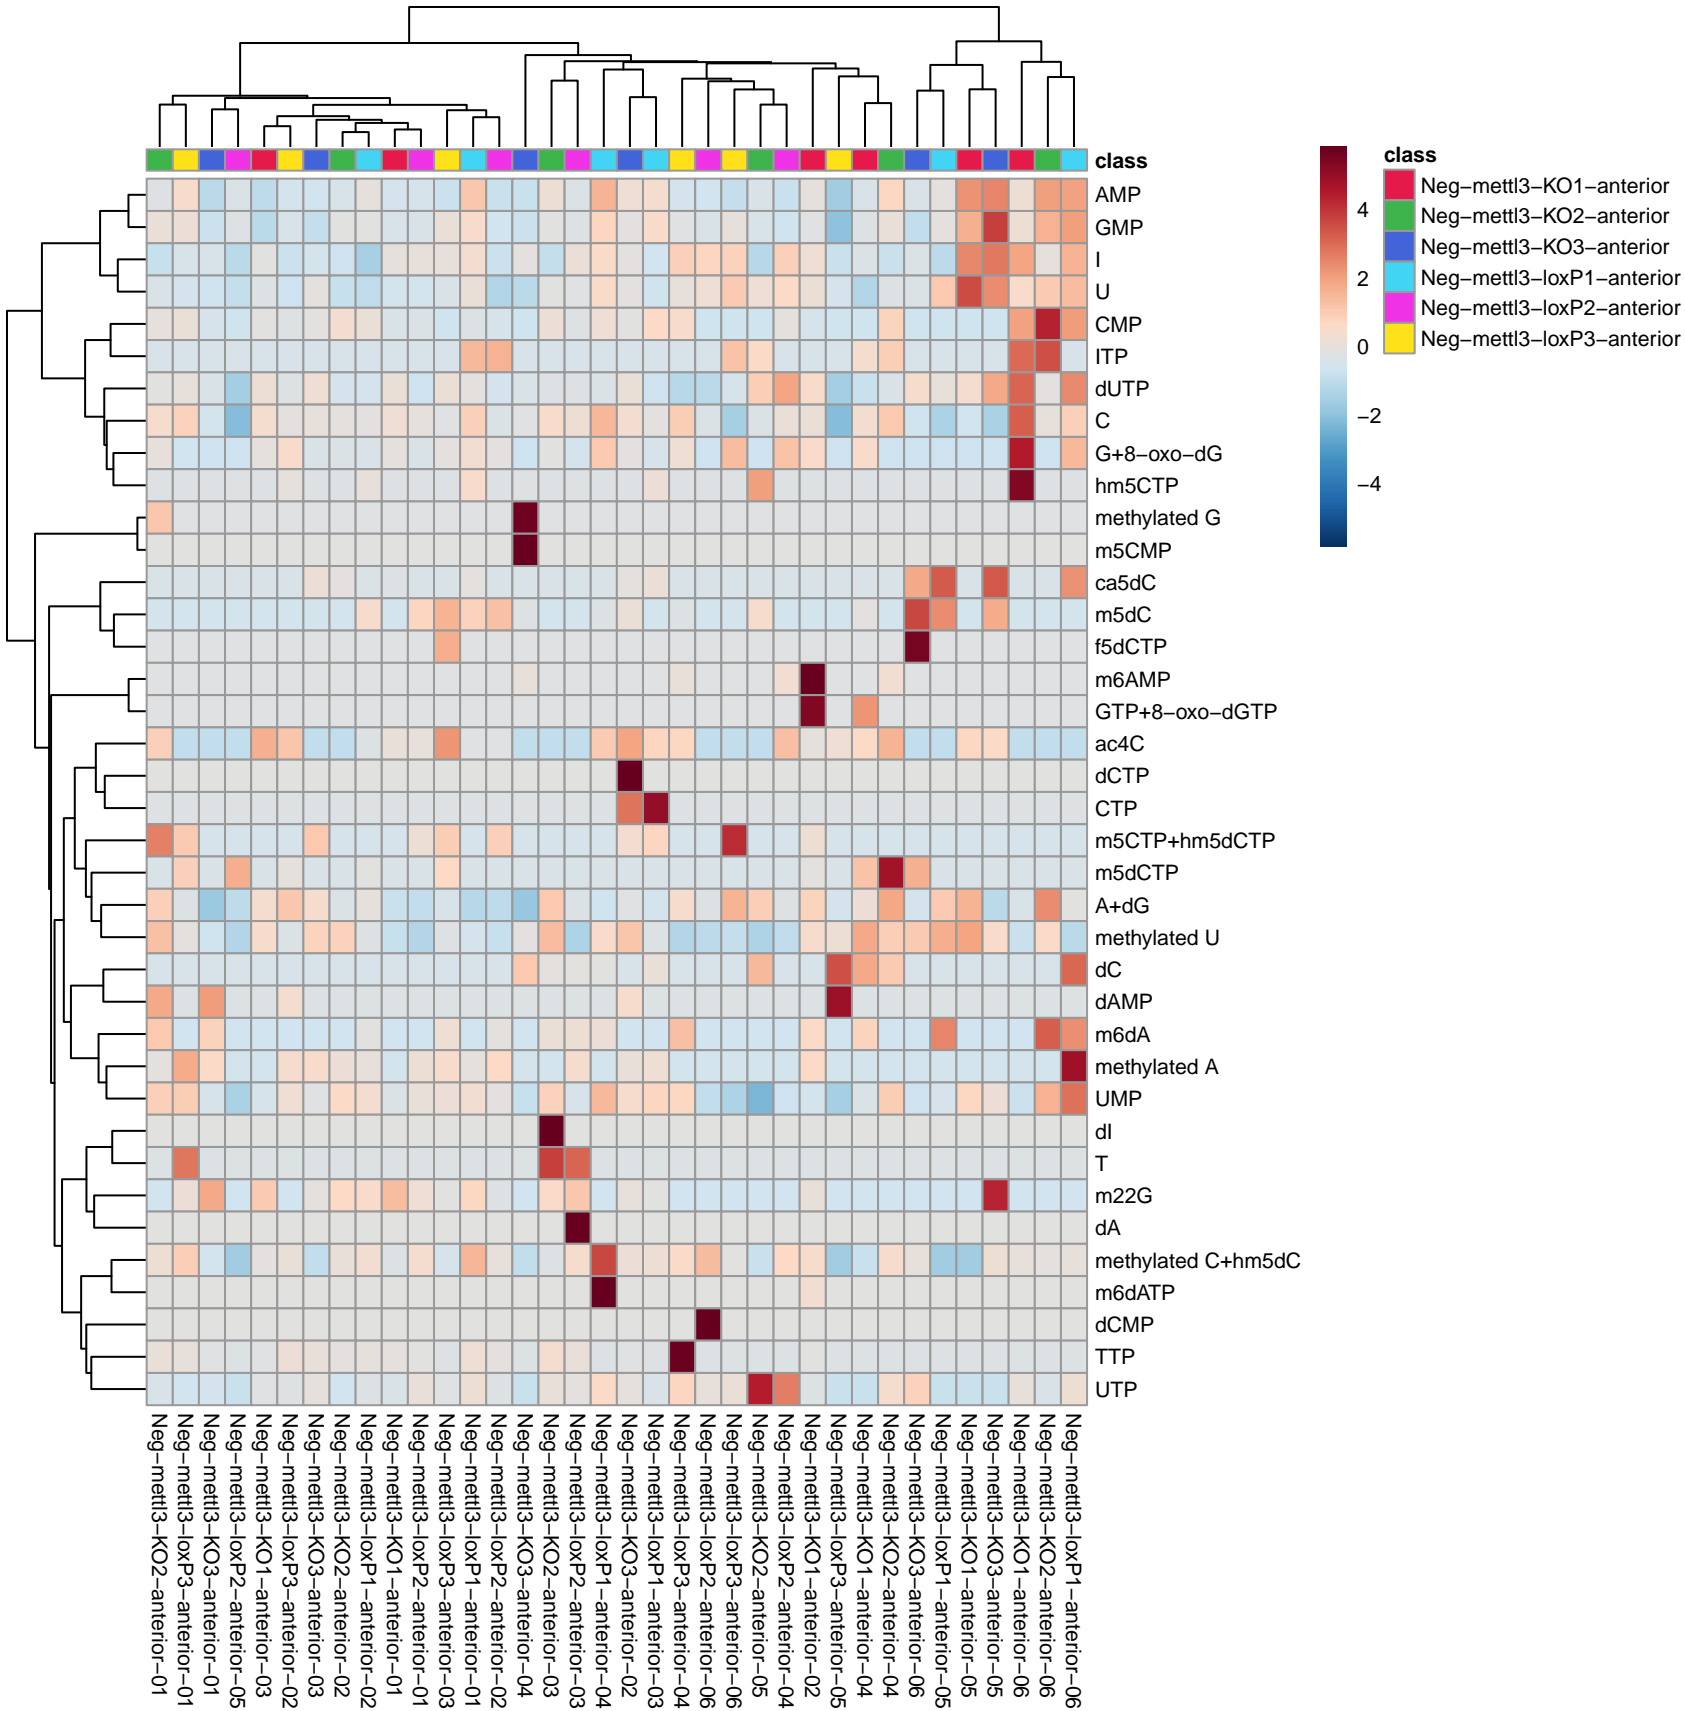 class
class
Neg−mettl3−KO1−anterior
Neg−mettl3−KO2−anterior
Neg−mettl3−KO3−anterior
Neg−mettl3−loxP1−anterior
Neg−mettl3−loxP2−anterior
Neg−mettl3−loxP3−anterior
4
2
0
−2
−4
AMP
GMP
I
U
CMP
ITP
dUTP
C
G+8−oxo−dG
hm5CTP
methylated G
m5CMP
ca5dC
m5dC
f5dCTP
m6AMP
GTP+8−oxo−dGTP
ac4C
dCTP
CTP
m5CTP+hm5dCTP
m5dCTP
A+dG
methylated U
dC
dAMP
m6dA
methylated A
UMP
dI
T
m22G
dA
methylated C+hm5dC
m6dATP
dCMP
TTP
UTP
Neg−mettl3−KO2−anterior−01
Neg−mettl3−loxP3−anterior−01
Neg−mettl3−KO3−anterior−01
Neg−mettl3−loxP2−anterior−05
Neg−mettl3−KO1−anterior−03
Neg−mettl3−loxP3−anterior−02
Neg−mettl3−KO3−anterior−03
Neg−mettl3−KO2−anterior−02
Neg−mettl3−loxP1−anterior−02
Neg−mettl3−KO1−anterior−01
Neg−mettl3−loxP2−anterior−01
Neg−mettl3−loxP3−anterior−03
Neg−mettl3−loxP1−anterior−01
Neg−mettl3−loxP2−anterior−02
Neg−mettl3−KO3−anterior−04
Neg−mettl3−KO2−anterior−03
Neg−mettl3−loxP2−anterior−03
Neg−mettl3−loxP1−anterior−04
Neg−mettl3−KO3−anterior−02
Neg−mettl3−loxP1−anterior−03
Neg−mettl3−loxP3−anterior−04
Neg−mettl3−loxP2−anterior−06
Neg−mettl3−loxP3−anterior−06
Neg−mettl3−KO2−anterior−05
Neg−mettl3−loxP2−anterior−04
Neg−mettl3−KO1−anterior−02
Neg−mettl3−loxP3−anterior−05
Neg−mettl3−KO1−anterior−04
Neg−mettl3−KO2−anterior−04
Neg−mettl3−KO3−anterior−06
Neg−mettl3−loxP1−anterior−05
Neg−mettl3−KO1−anterior−05
Neg−mettl3−KO3−anterior−05
Neg−mettl3−KO1−anterior−06
Neg−mettl3−KO2−anterior−06
Neg−mettl3−loxP1−anterior−06